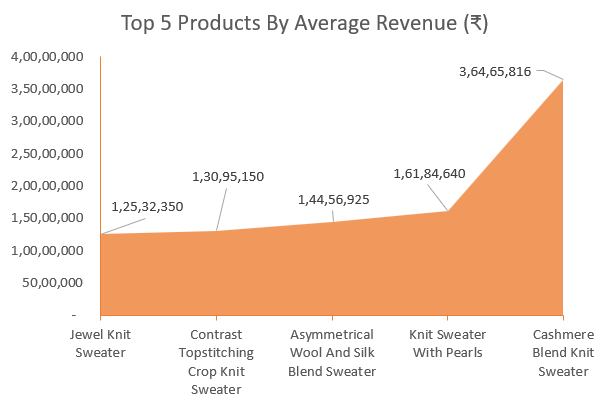 Top 5 Products By Average Revenue (₹)
4,00,00,000
3,50,00,000
3,00,00,000
2,50,00,000
2,00,00,000
1,50,00,000
1,00,00,000
50,00,000
-
1,25,32,350
1,30,95,150
1,44,56,925
1,61,84,640
3,64,65,816
Jewel Knit
Sweater
Contrast
Topstitching
Crop Knit
Sweater
Asymmetrical
Wool And Silk
Blend Sweater
Knit Sweater
With Pearls
Cashmere
Blend Knit
Sweater